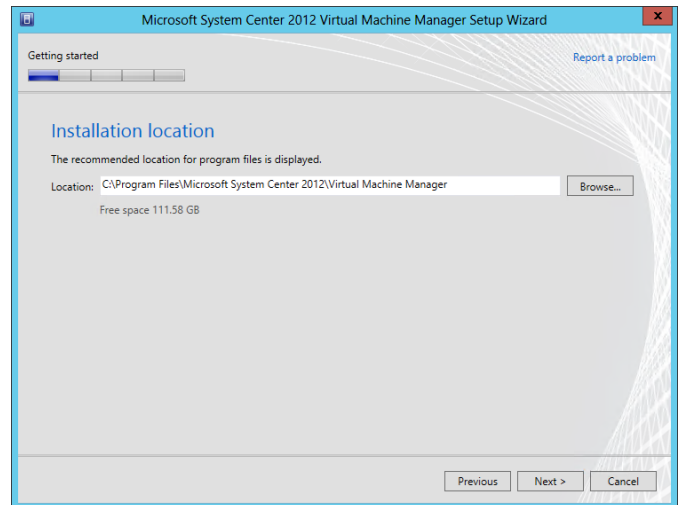 Microsoft System Center 2012 Virtual Machine Manager Setup Wizard
x
Getting started
Report a problem
Installation location
The recommended location for program files is displayed.
Location: C:\Program Files\Microsoft System Center 2012\Virtual Machine Manager Browse...
Free space 111.58 GB
Previous Next > Cancel